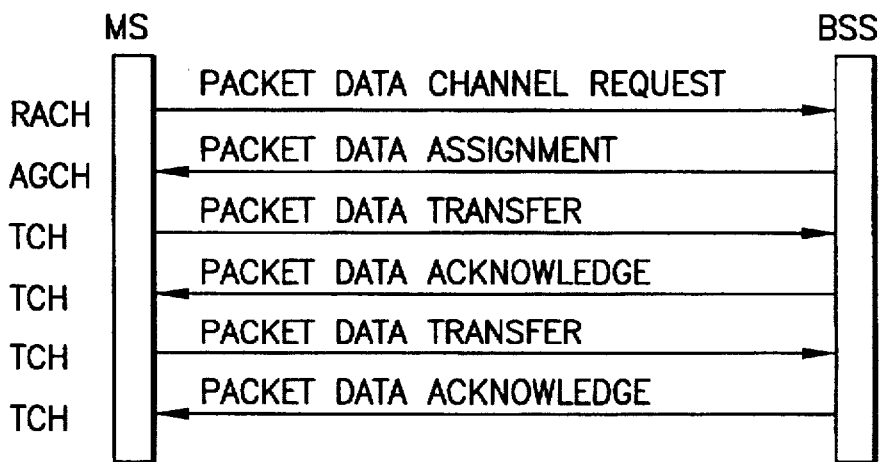 MS BSS
PACKET DATA CHANNEL REQUEST
RACH
PACKET DATA ASSIGNMENT
AGCH
PACKET DATA TRANSFER
TCH
PACKET DATA ACKNOWLEDGE
TCH
PACKET DATA TRANSFER
TCH
PACKET DATA ACKNOWLEDGE
TCH